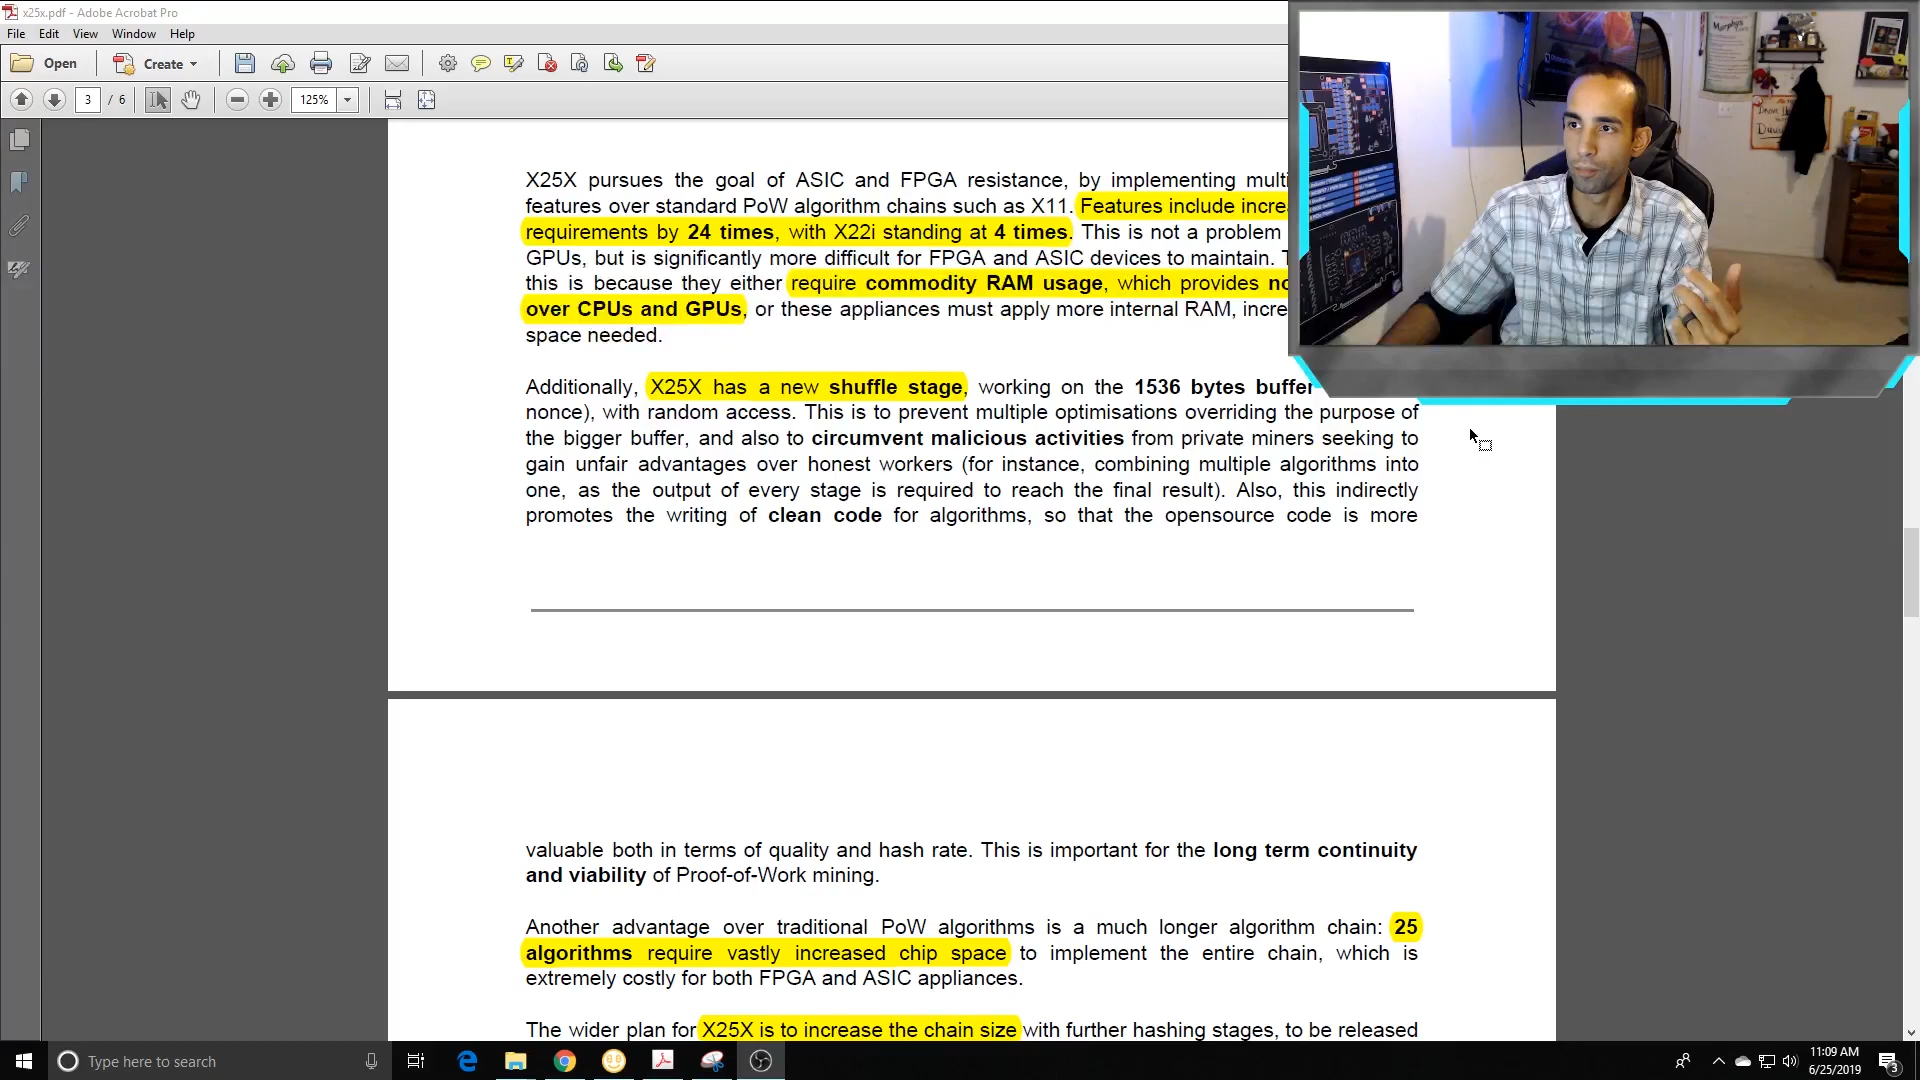 x25x.pdf - Adobe Acrobat Pro
File Edit View Window Help
Open Create
3 / 6 125%
X25X pursues the goal of ASIC and FPGA resistance, by implementing multi
features over standard PoW algorithm chains such as X11. Features include incre
requirements by 24 times, with X22i standing at 4 times. This is not a problem
GPUs, but is significantly more difficult for FPGA and ASIC devices to maintain. T
this is because they either require commodity RAM usage, which provides no
over CPUs and GPUs, or these appliances must apply more internal RAM, incre
space needed.
Additionally, X25X has a new shuffle stage, working on the 1536 bytes buffer
nonce), with random access. This is to prevent multiple optimisations overriding the purpose of
the bigger buffer, and also to circumvent malicious activities from private miners seeking to
gain unfair advantages over honest workers (for instance, combining multiple algorithms into
one, as the output of every stage is required to reach the final result). Also, this indirectly
promotes the writing of clean code for algorithms, so that the opensource code is more
valuable both in terms of quality and hash rate. This is important for the long term continuity
and viability of Proof-of-Work mining.
Another advantage over traditional PoW algorithms is a much longer algorithm chain: 25
algorithms require vastly increased chip space to implement the entire chain, which is
extremely costly for both FPGA and ASIC appliances.
The wider plan for X25X is to increase the chain size with further hashing stages, to be released
Type here to search
11:09 AM
6/25/2019
3